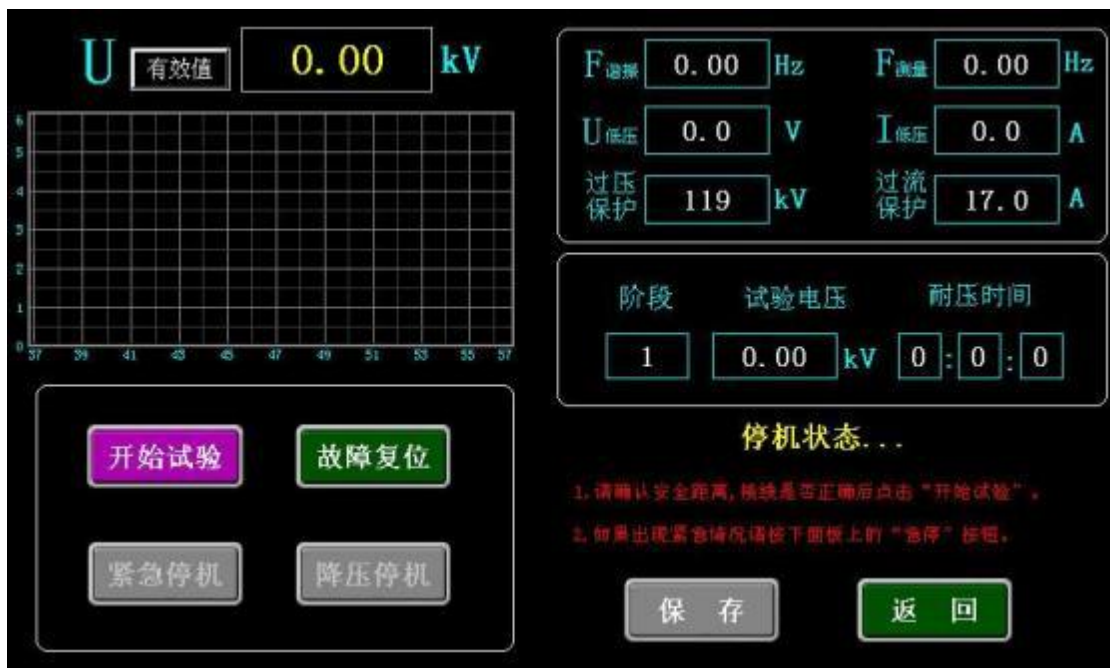 U 有效值 0.00 kV
6
5
4
3
2
1
0
37 39 41 43 45 47 49 51 53 55 57
F谐振 0.00 Hz F测量 0.00 Hz
U低压 0.0 V I低压 0.0 A
过压保护 119 kV 过流保护 17.0 A
阶段 试验电压 耐压时间
1 0.00 kV 0 : 0 : 0
开始试验 故障复位
紧急停机 降压停机
停机状态...
1.请确认安全距离,接线是否正确后点击“开始试验”。
2.如果出现紧急情况请按下面板上的“急停”按钮。
保 存 返 回